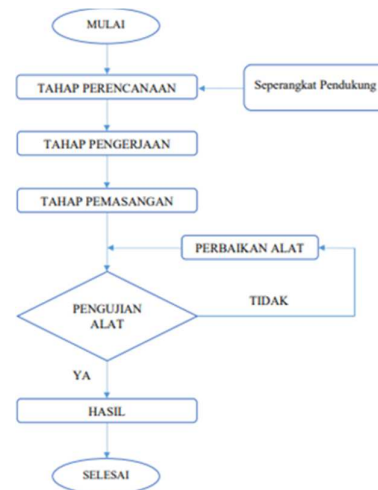 MULAI
TAHAP PERENCANAAN
Seperangkat Pendukung
TAHAP PENGERJAAN
TAHAP PEMASANGAN
PERBAIKAN ALAT
PENGUJIAN
ALAT
TIDAK
YA
HASIL
SELESAI